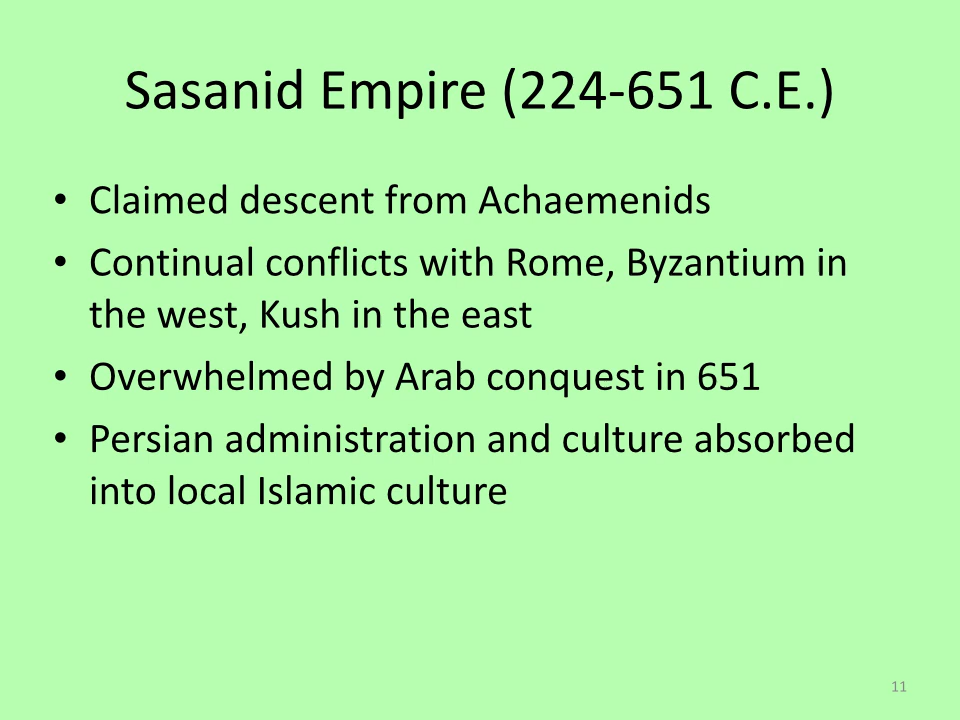 Sasanid Empire (224-651 C.E.)
• Claimed descent from Achaemenids
• Continual conflicts with Rome, Byzantium in
the west, Kush in the east
• Overwhelmed by Arab conquest in 651
• Persian administration and culture absorbed
into local Islamic culture
11